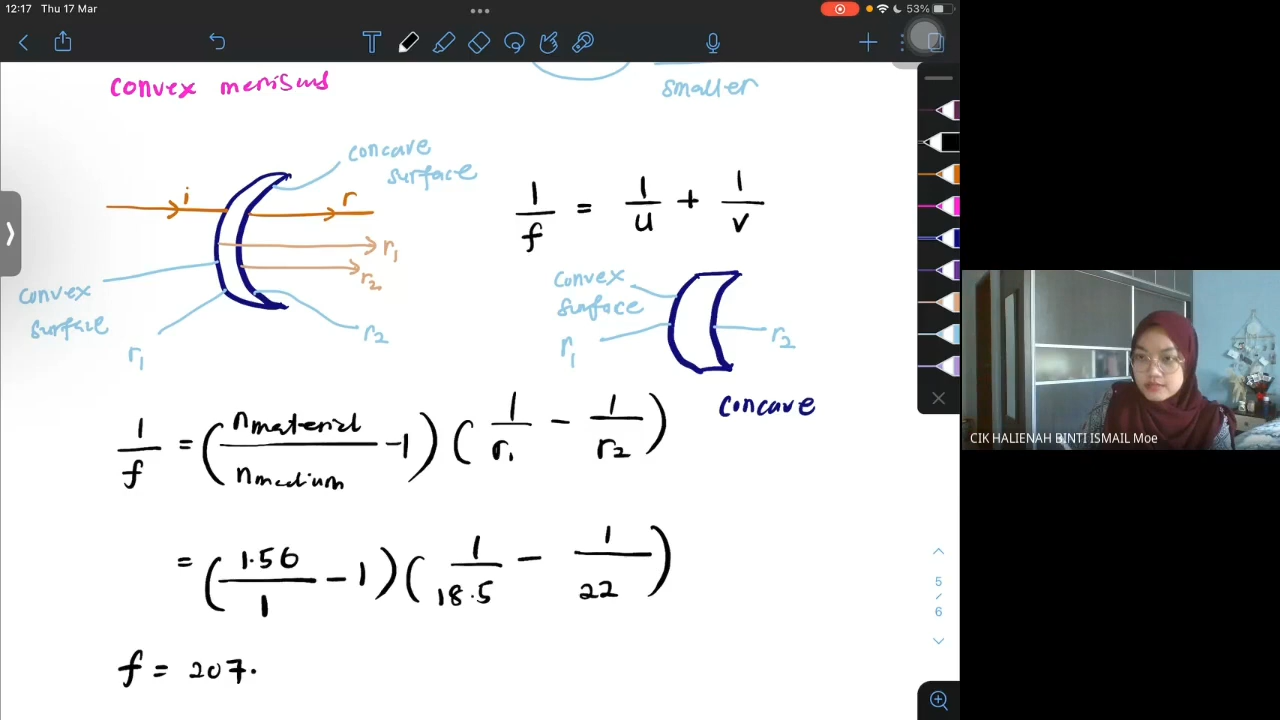 12:17 Thu 17 Mar
53%
convex meniscus
smaller
concave
surface
i
r
r1
r2
convex
surface
r1
r2
1/f = 1/u + 1/v
convex
surface
r1
r2
concave
1/f = (nmaterial/nmedium - 1)(1/r1 - 1/r2)
= (1.56/1 - 1)(1/18.5 - 1/22)
f = 207.
5
/
6
CIK HALIENAH BINTI ISMAIL Moe